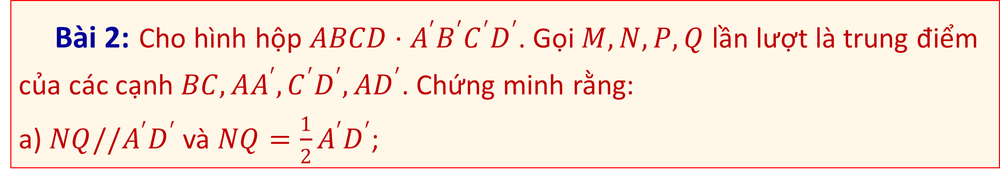 Bài 2: Cho hình hộp ABCD · A′B′C′D′. Gọi M, N, P, Q lần lượt là trung điểm
của các cạnh BC, AA′, C′D′, AD′. Chứng minh rằng:
a) NQ//A′D′ và NQ = 1/2 A′D′;